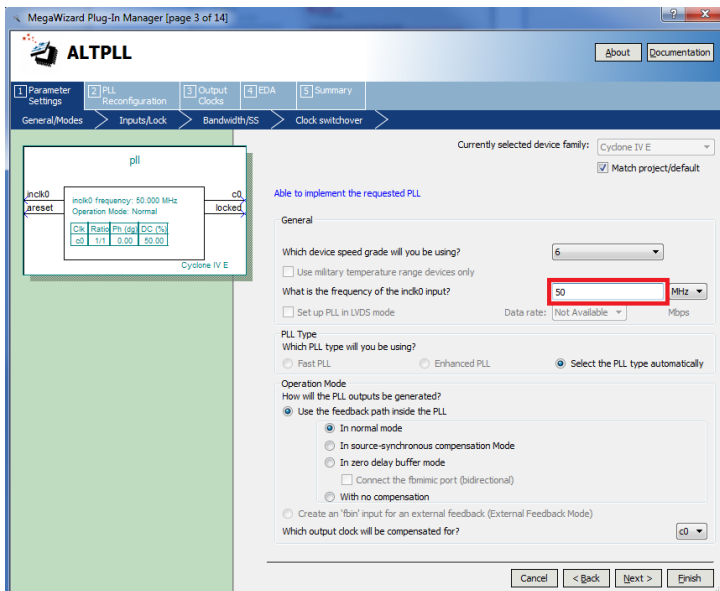 MegaWizard Plug-In Manager [page 3 of 14]
ALTPLL
About
Documentation
1 Parameter Settings
2 PLL Reconfiguration
3 Output Clocks
4 EDA
5 Summary
General/Modes
Inputs/Lock
Bandwidth/SS
Clock switchover
Currently selected device family:
Cyclone IV E
Match project/default
pll
inclk0
areset
c0
locked
inclk0 frequency: 50.000 MHz
Operation Mode: Normal
Clk Ratio Ph (dg) DC (%)
c0 1/1 0.00 50.00
Cyclone IV E
Able to implement the requested PLL
General
Which device speed grade will you be using?
6
Use military temperature range devices only
What is the frequency of the inclk0 input?
50
MHz
Set up PLL in LVDS mode
Data rate:
Not Available
Mbps
PLL Type
Which PLL type will you be using?
Fast PLL
Enhanced PLL
Select the PLL type automatically
Operation Mode
How will the PLL outputs be generated?
Use the feedback path inside the PLL
In normal mode
In source-synchronous compensation Mode
In zero delay buffer mode
Connect the fbmimic port (bidirectional)
With no compensation
Create an 'fbin' input for an external feedback (External Feedback Mode)
Which output clock will be compensated for?
c0
Cancel
< Back
Next >
Finish